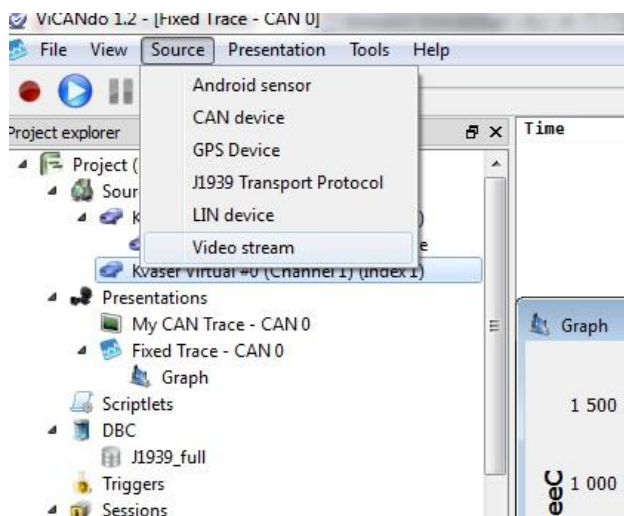 ViCANdo 1.2 - [Fixed Trace - CAN 0]
File View Source Presentation Tools Help
Android sensor
CAN device
GPS Device
J1939 Transport Protocol
LIN device
Video stream
Project explorer
Project (
Sour
K )
e
Kvaser Virtual #0 (Channel 1) (Index 1)
Presentations
My CAN Trace - CAN 0
Fixed Trace - CAN 0
Graph
Scriptlets
DBC
J1939_full
Triggers
Sessions
Time
Graph
1 500
1 000
eeC